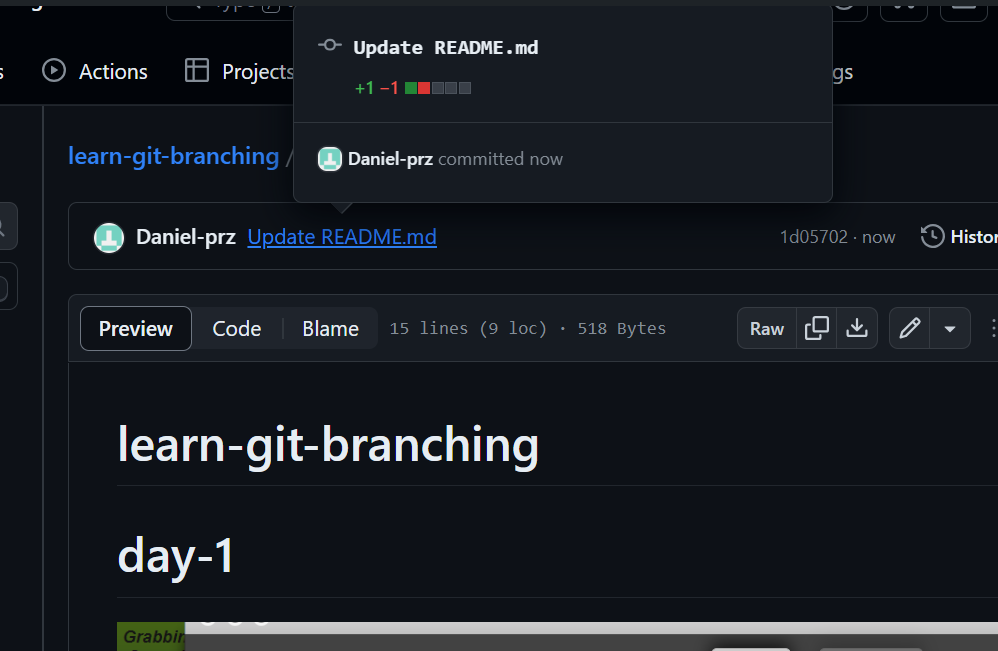 Update README.md
+1 −1
Actions
Projects
gs
Daniel-prz committed now
learn-git-branching /
Daniel-prz Update README.md 1d05702 · now Histor
Preview Code Blame 15 lines (9 loc) · 518 Bytes Raw
learn-git-branching
day-1
Grabbin